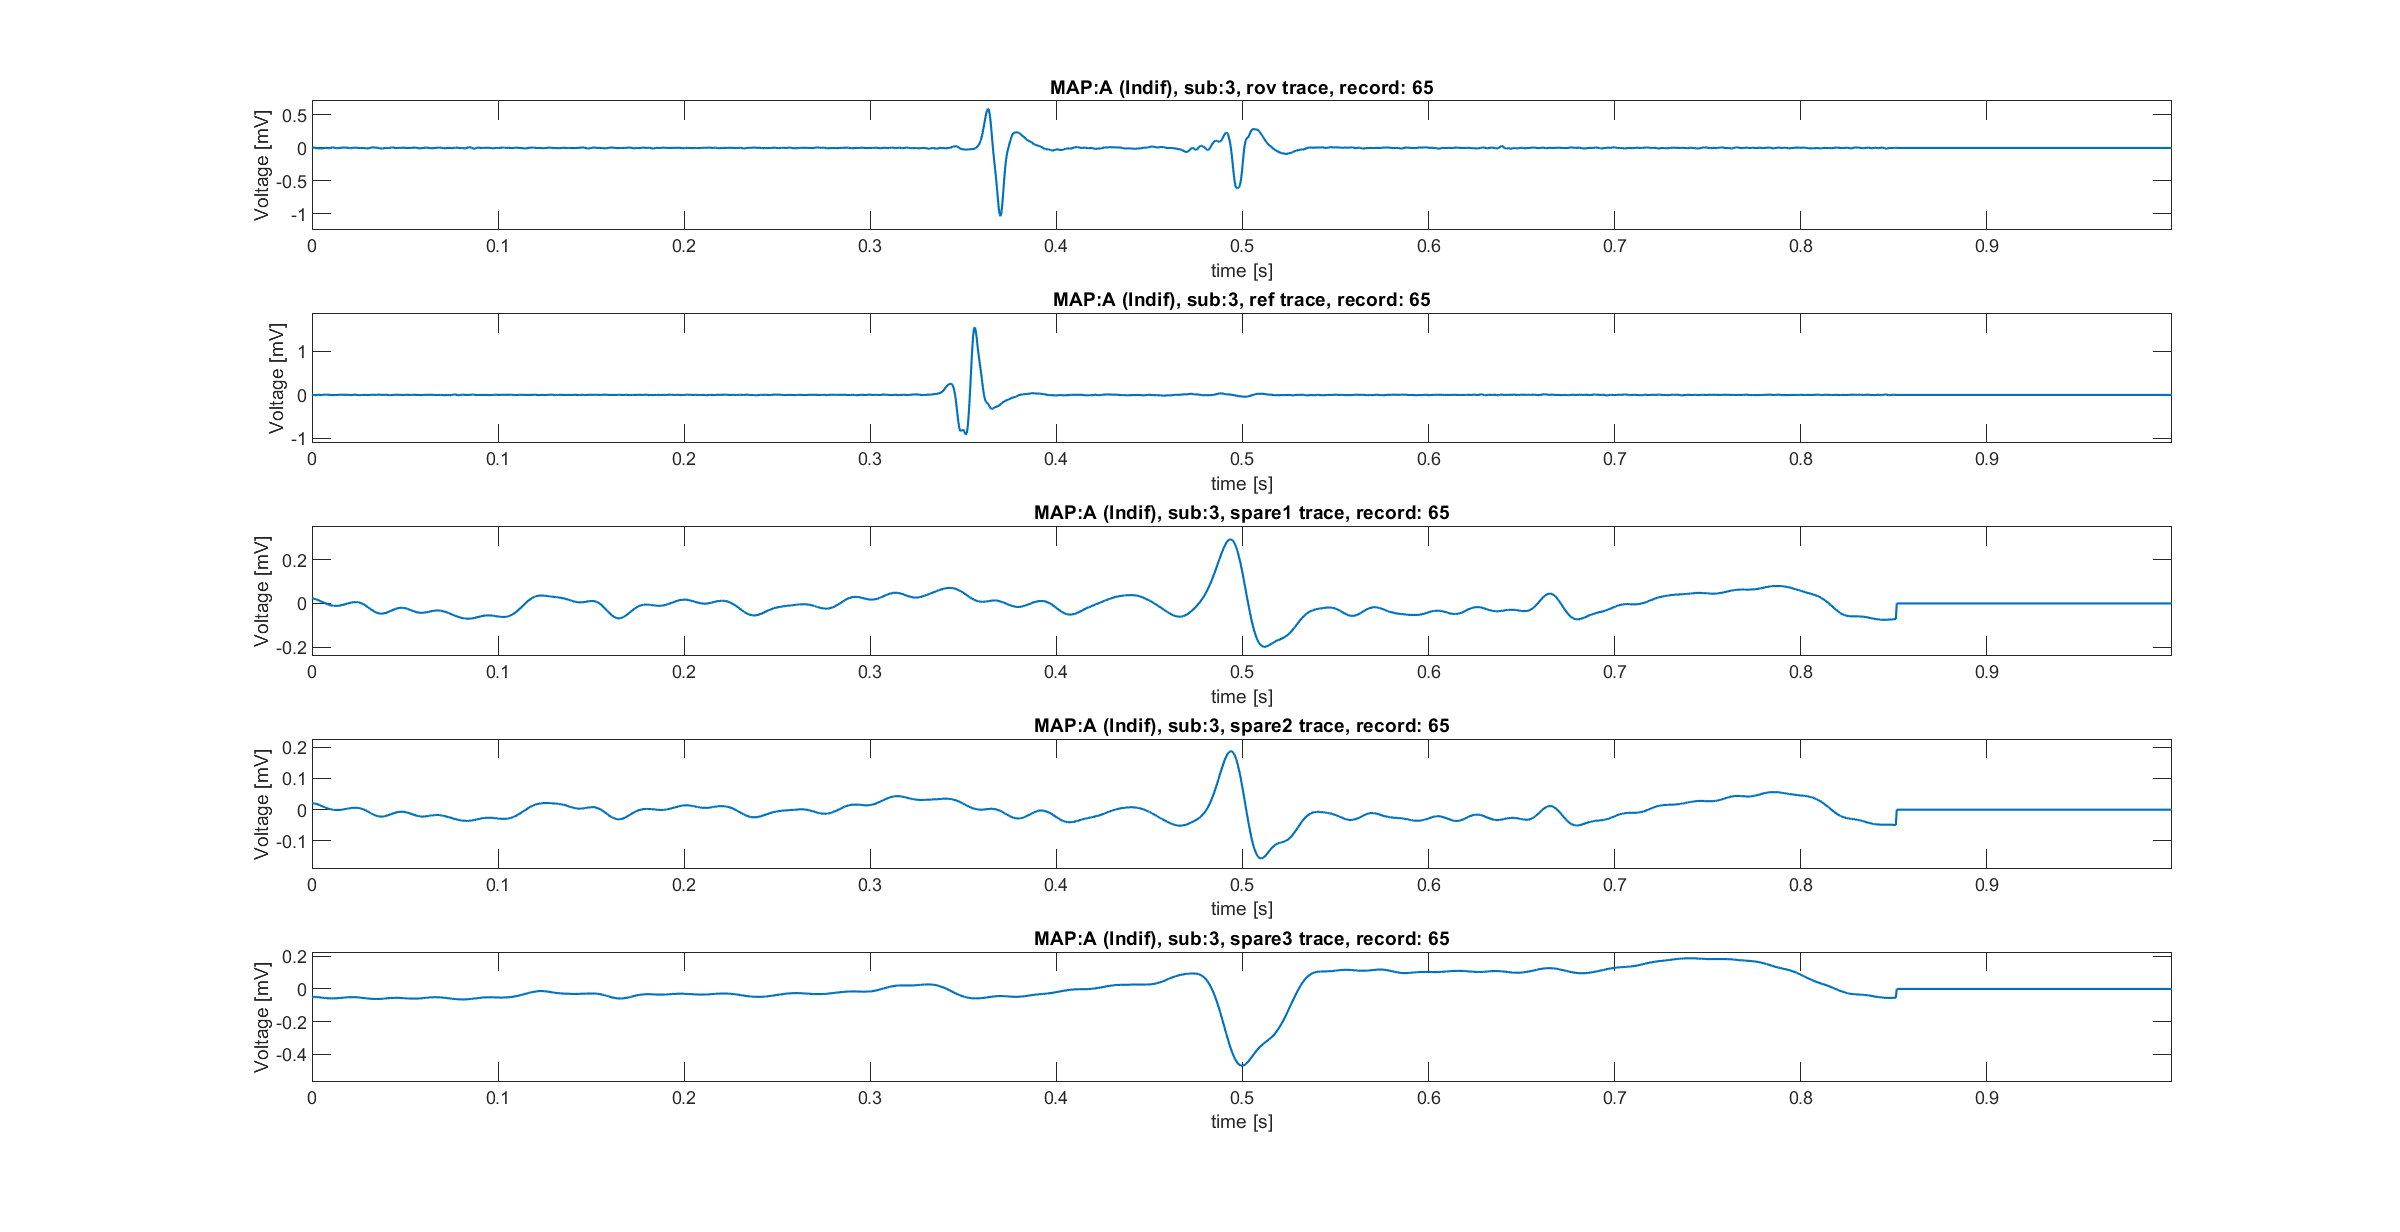 MAP:A (Indif), sub:3, rov trace, record: 65
Voltage [mV]
0.5
0
-0.5
-1
0 0.1 0.2 0.3 0.4 0.5 0.6 0.7 0.8 0.9
time [s]
MAP:A (Indif), sub:3, ref trace, record: 65
Voltage [mV]
1
0
-1
0 0.1 0.2 0.3 0.4 0.5 0.6 0.7 0.8 0.9
time [s]
MAP:A (Indif), sub:3, spare1 trace, record: 65
Voltage [mV]
0.2
0
-0.2
0 0.1 0.2 0.3 0.4 0.5 0.6 0.7 0.8 0.9
time [s]
MAP:A (Indif), sub:3, spare2 trace, record: 65
Voltage [mV]
0.2
0.1
0
-0.1
0 0.1 0.2 0.3 0.4 0.5 0.6 0.7 0.8 0.9
time [s]
MAP:A (Indif), sub:3, spare3 trace, record: 65
Voltage [mV]
0.2
0
-0.2
-0.4
0 0.1 0.2 0.3 0.4 0.5 0.6 0.7 0.8 0.9
time [s]